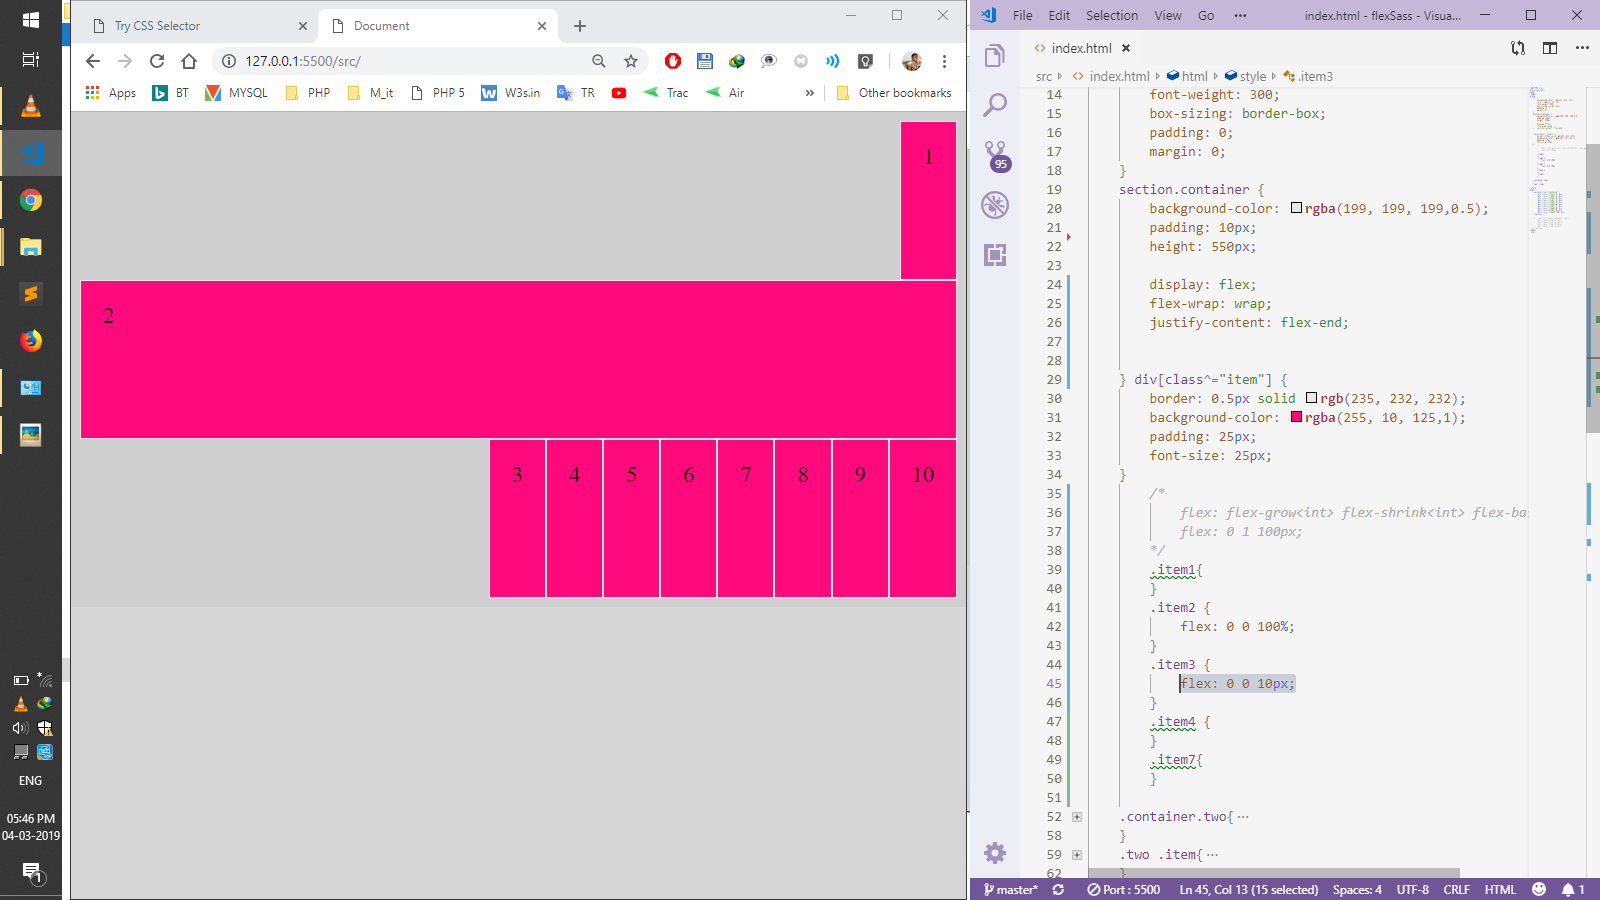 Try CSS Selector
Document
127.0.0.1:5500/src/
Apps
BT
MYSQL
PHP
M_it
PHP 5
W3s.in
TR
Trac
Air
»
Other bookmarks
1
2
3 4 5 6 7 8 9 10
ENG
05:46 PM
04-03-2019
1
File Edit Selection View Go ••• index.html - flexSass - Visua...
index.html
src index.html html style .item3
95
14 font-weight: 300;
15 box-sizing: border-box;
16 padding: 0;
17 margin: 0;
18 }
19 section.container {
20 background-color: rgba(199, 199, 199,0.5);
21 padding: 10px;
22 height: 550px;
23
24 display: flex;
25 flex-wrap: wrap;
26 justify-content: flex-end;
27
28
29 } div[class^="item"] {
30 border: 0.5px solid rgb(235, 232, 232);
31 background-color: rgba(255, 10, 125,1);
32 padding: 25px;
33 font-size: 25px;
34 }
35 /*
36 flex: flex-grow<int> flex-shrink<int> flex-ba
37 flex: 0 1 100px;
38 */
39 .item1{
40 }
41 .item2 {
42 flex: 0 0 100%;
43 }
44 .item3 {
45 flex: 0 0 10px;
46 }
47 .item4 {
48 }
49 .item7{
50 }
51
52 .container.two{ ···
58 }
59 .two .item{ ···
62 }
master* Port : 5500 Ln 45, Col 13 (15 selected) Spaces: 4 UTF-8 CRLF HTML 1